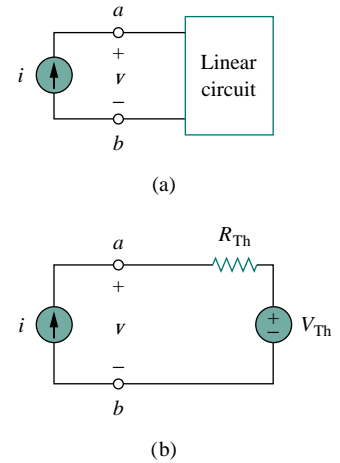 a
+
i
v
Linear
circuit
–
b
(a)
R_Th
a
+
i
v
+
–
V_Th
–
b
(b)